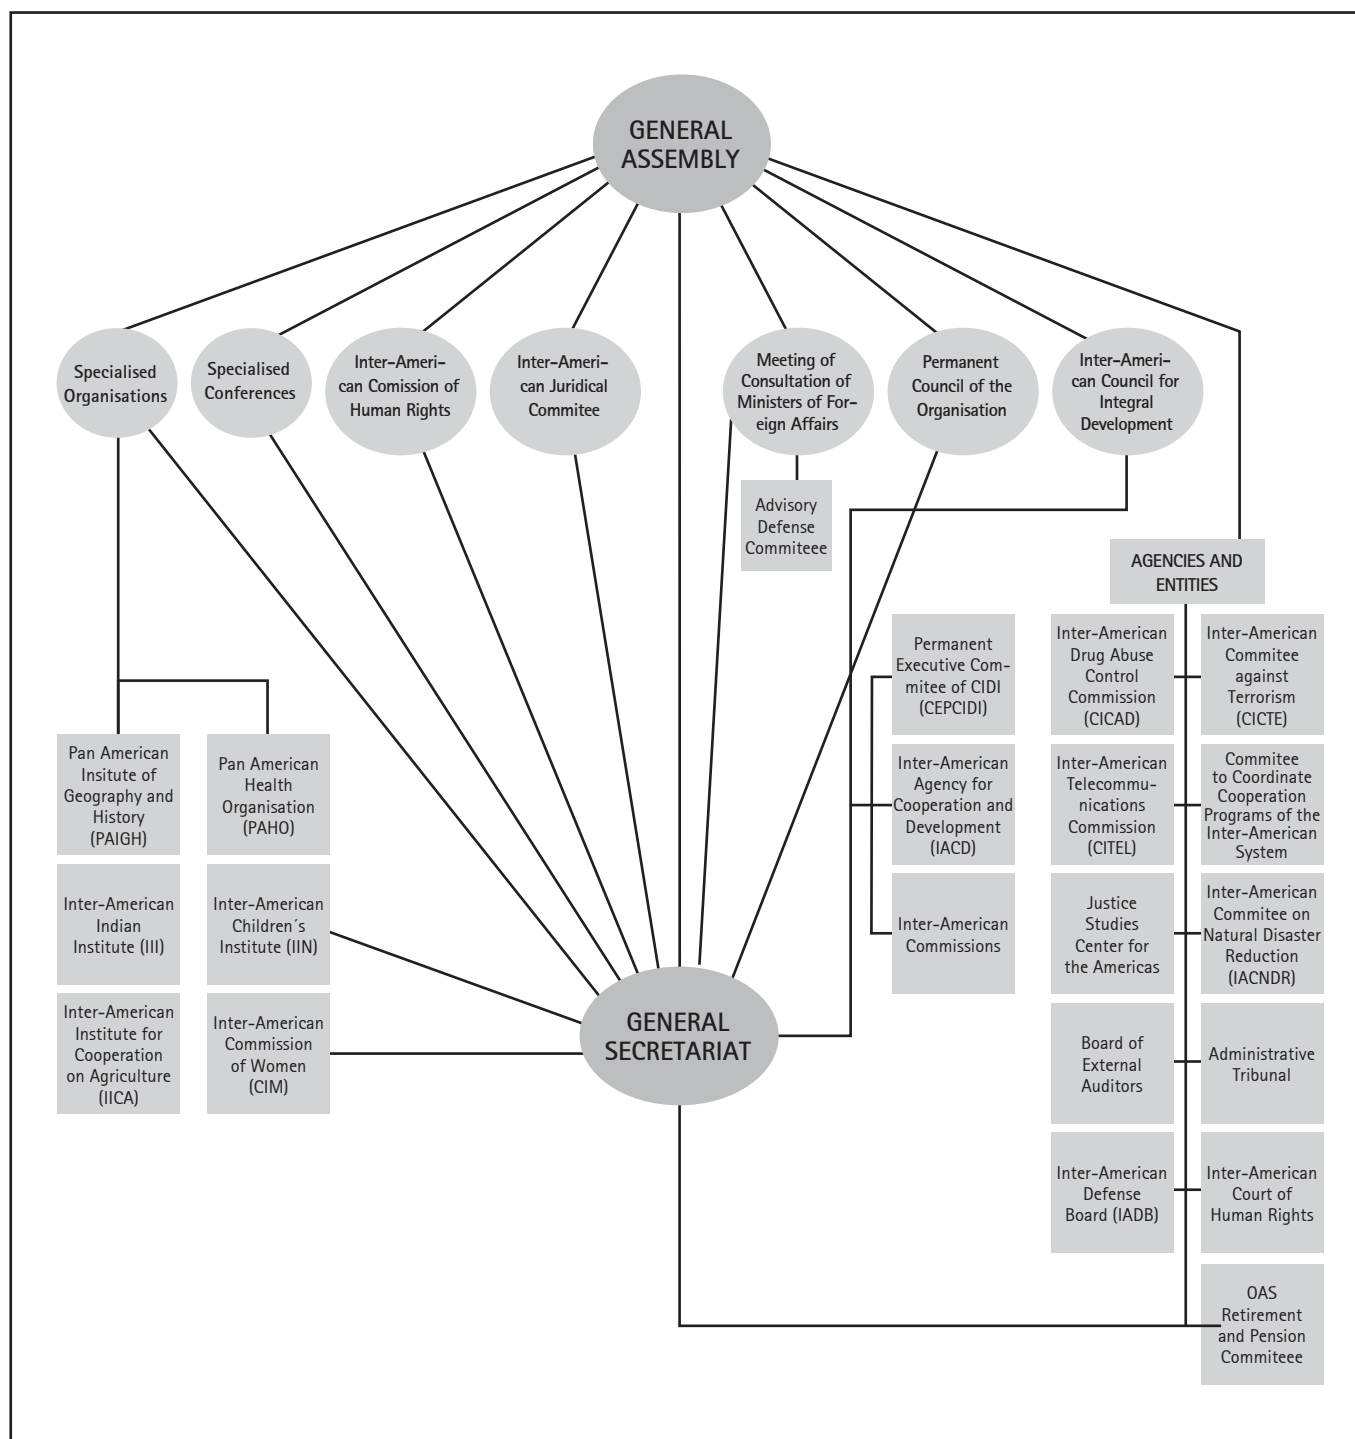 GENERAL
ASSEMBLY
Specialised
Organisations
Specialised
Conferences
Inter-Ameri-
can Comission of
Human Rights
Inter-Ameri-
can Juridical
Commitee
Meeting of
Consultation of
Ministers of For-
eign Affairs
Permanent
Council of the
Organisation
Inter-Ameri-
can Council for
Integral
Development
Advisory
Defense
Commiteee
AGENCIES AND
ENTITIES
Permanent
Executive Com-
mitee of CIDI
(CEPCIDI)
Inter-American
Drug Abuse
Control
Commission
(CICAD)
Inter-American
Commitee
against
Terrorism
(CICTE)
Pan American
Insitute of
Geography and
History
(PAIGH)
Pan American
Health
Organisation
(PAHO)
Inter-American
Agency for
Cooperation and
Development
(IACD)
Inter-American
Telecommu-
nications
Commission
(CITEL)
Commitee
to Coordinate
Cooperation
Programs of the
Inter-American
System
Inter-American
Indian
Institute (III)
Inter-American
Children´s
Institute (IIN)
Inter-American
Commissions
Justice
Studies
Center for
the Americas
Inter-American
Commitee on
Natural Disaster
Reduction
(IACNDR)
Inter-American
Institute for
Cooperation
on Agriculture
(IICA)
Inter-American
Commission
of Women
(CIM)
GENERAL
SECRETARIAT
Board of
External
Auditors
Administrative
Tribunal
Inter-American
Defense
Board (IADB)
Inter-American
Court of
Human Rights
OAS
Retirement
and Pension
Commiteee